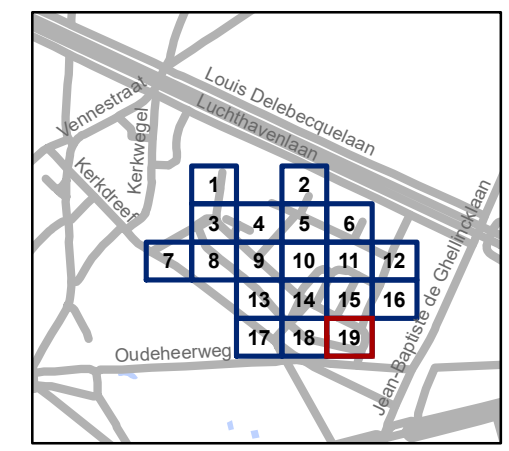 Louis Delebecquelaan
Luchthavenlaan
Vennestraat
Kerkwegel
Kerkdreef
1 2
3 4 5 6
7 8 9 10 11 12
13 14 15 16
17 18 19
Oudeheerweg
Jean-Baptiste de Ghellincklaan